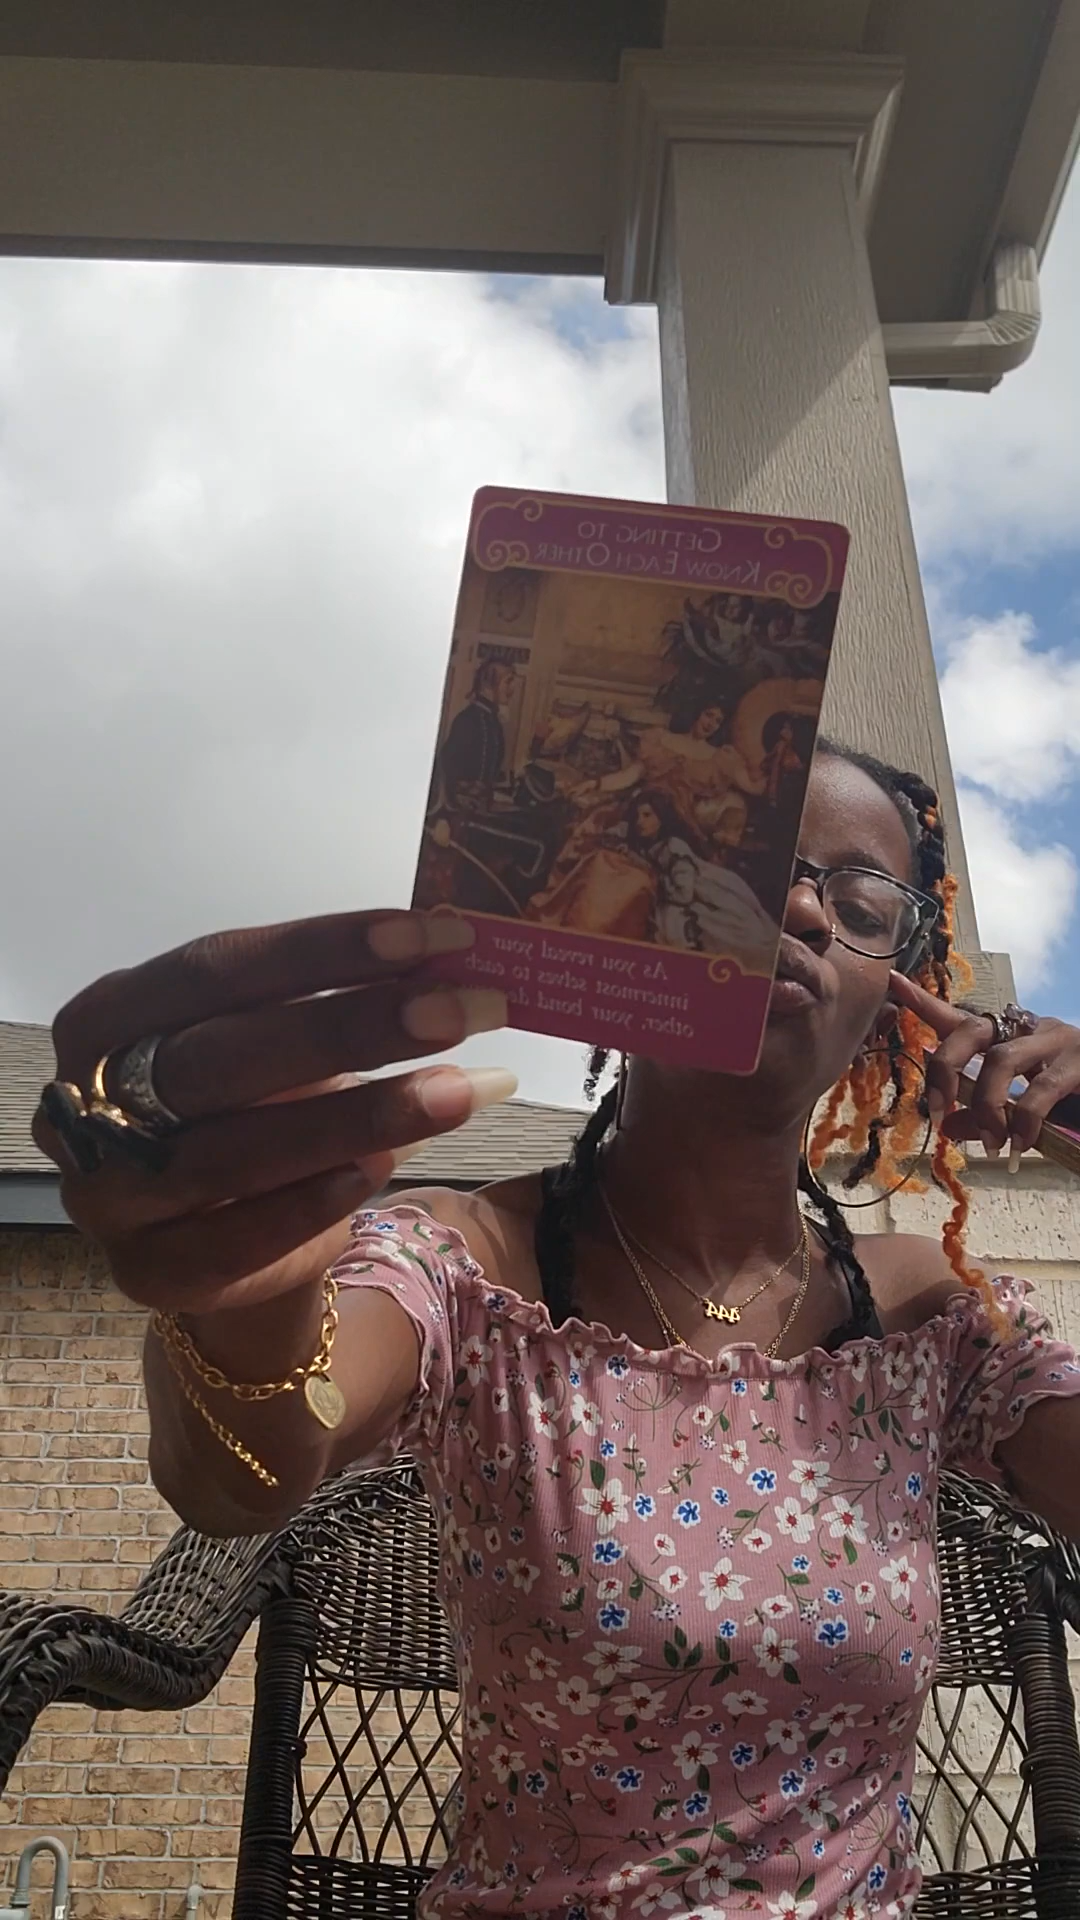 GETTING TO
KNOW EACH OTHER
As you reveal your
innermost selves to each
other, your bond
444